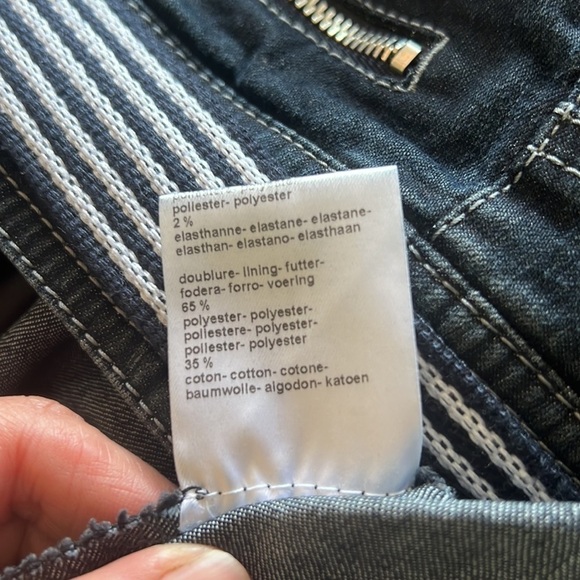 poliester- polyester
2 %
elasthanne- elastane- elastane-
elasthan- elastano- elasthaan
doublure- lining- futter-
fodera- forro- voering
65 %
polyester- polyester-
poliestere- polyester-
poliester- polyester
35 %
coton- cotton- cotone-
baumwolle- algodon- katoen